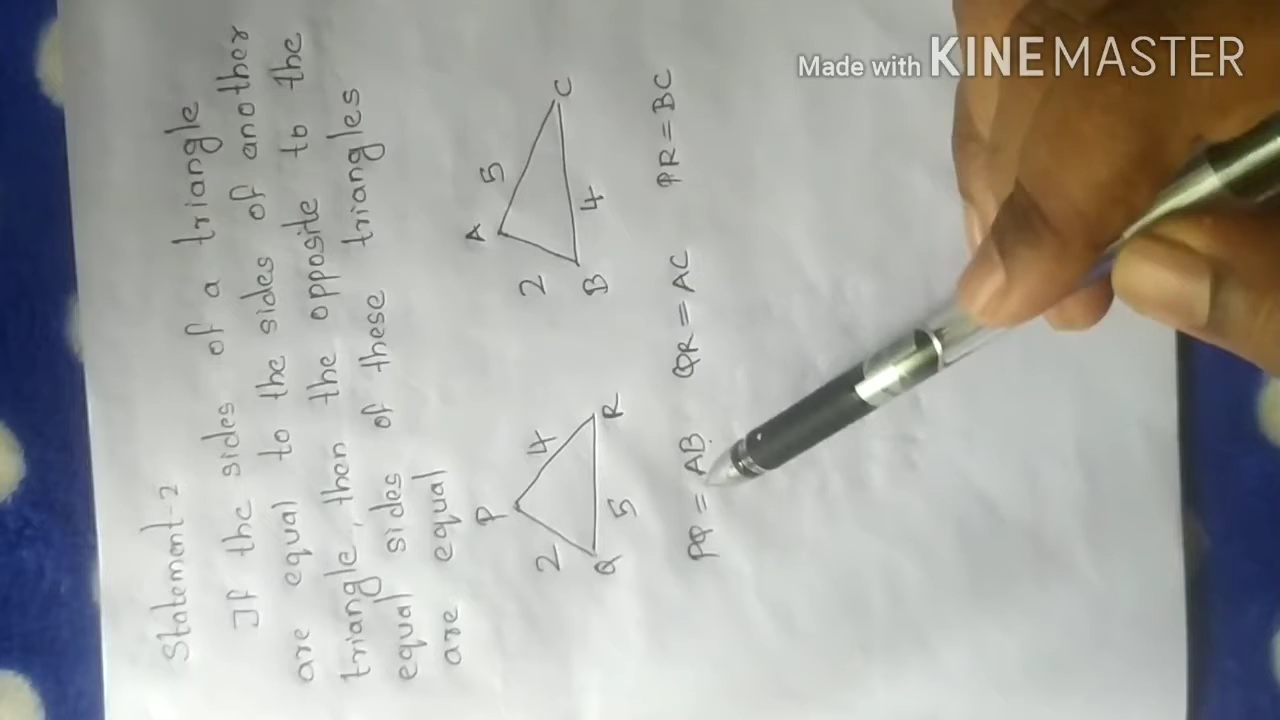 Statement-2
If the sides of a triangle
are equal to the sides of another
triangle, then the opposite to the
equal sides of these triangles
are equal
P
2
4
Q
5
R
A
2
5
B
4
C
PQ = AB QR = AC PR = BC
Made with KINEMASTER